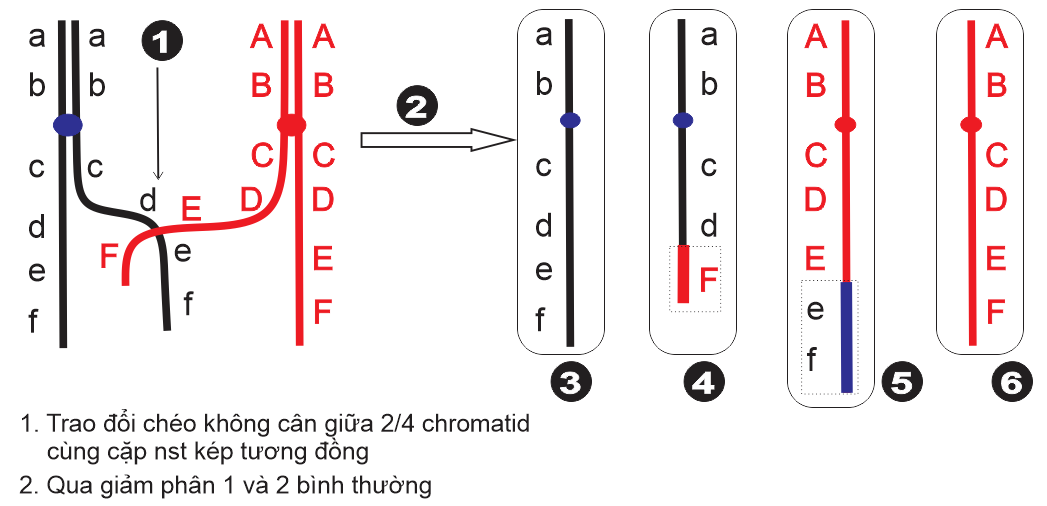 a a 1 A A a a A A
b b B B b b B B
2
c c C C c c C C
d d E D D d d D D
F e E e F E E
e f F f e F
f f
3 4 5 6
1. Trao đổi chéo không cân giữa 2/4 chromatid
cùng cặp nst kép tương đồng
2. Qua giảm phân 1 và 2 bình thường